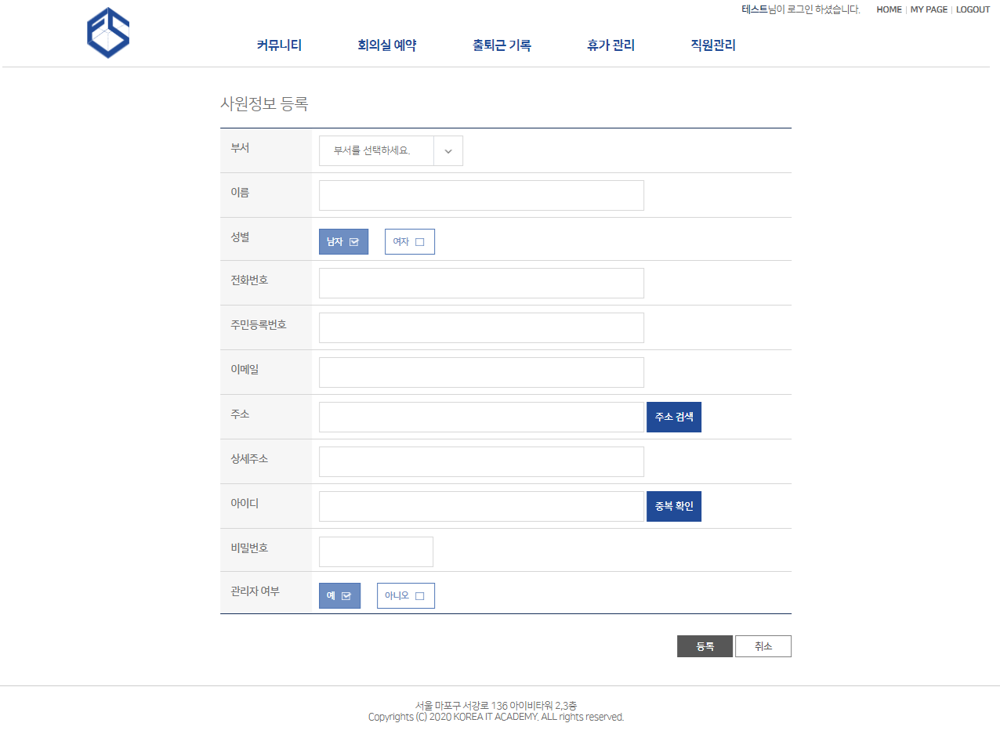 테스트님이 로그인 하셨습니다. HOME | MY PAGE | LOGOUT
FS
커뮤니티 회의실 예약 출퇴근 기록 휴가 관리 직원관리
사원정보 등록
부서 부서를 선택하세요.
이름
성별 남자 여자
전화번호
주민등록번호
이메일
주소 주소 검색
상세주소
아이디 중복 확인
비밀번호
관리자 여부 예 아니오
등록 취소
서울 마포구 서강로 136 아이비타워 2,3층
Copyrights (C) 2020 KOREA IT ACADEMY. ALL rights reserved.